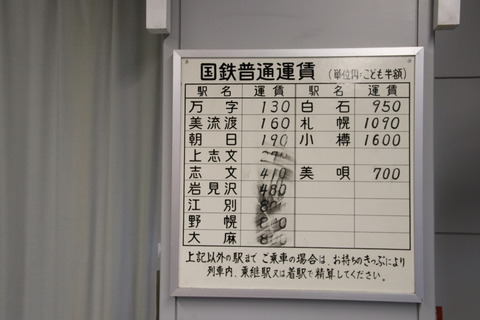 国鉄普通運賃 (単位円・こども半額)
駅名 運賃 駅名 運賃
万字 130 白石 950
美流渡 160 札幌 1090
朝日 190 小樽 1600
上志文
志文 410 美唄 700
岩見沢 480
江別
野幌
大麻
上記以外の駅まで ご乗車の場合は、お持ちのきっぷにより
列車内、乗継駅又は着駅で精算してください。